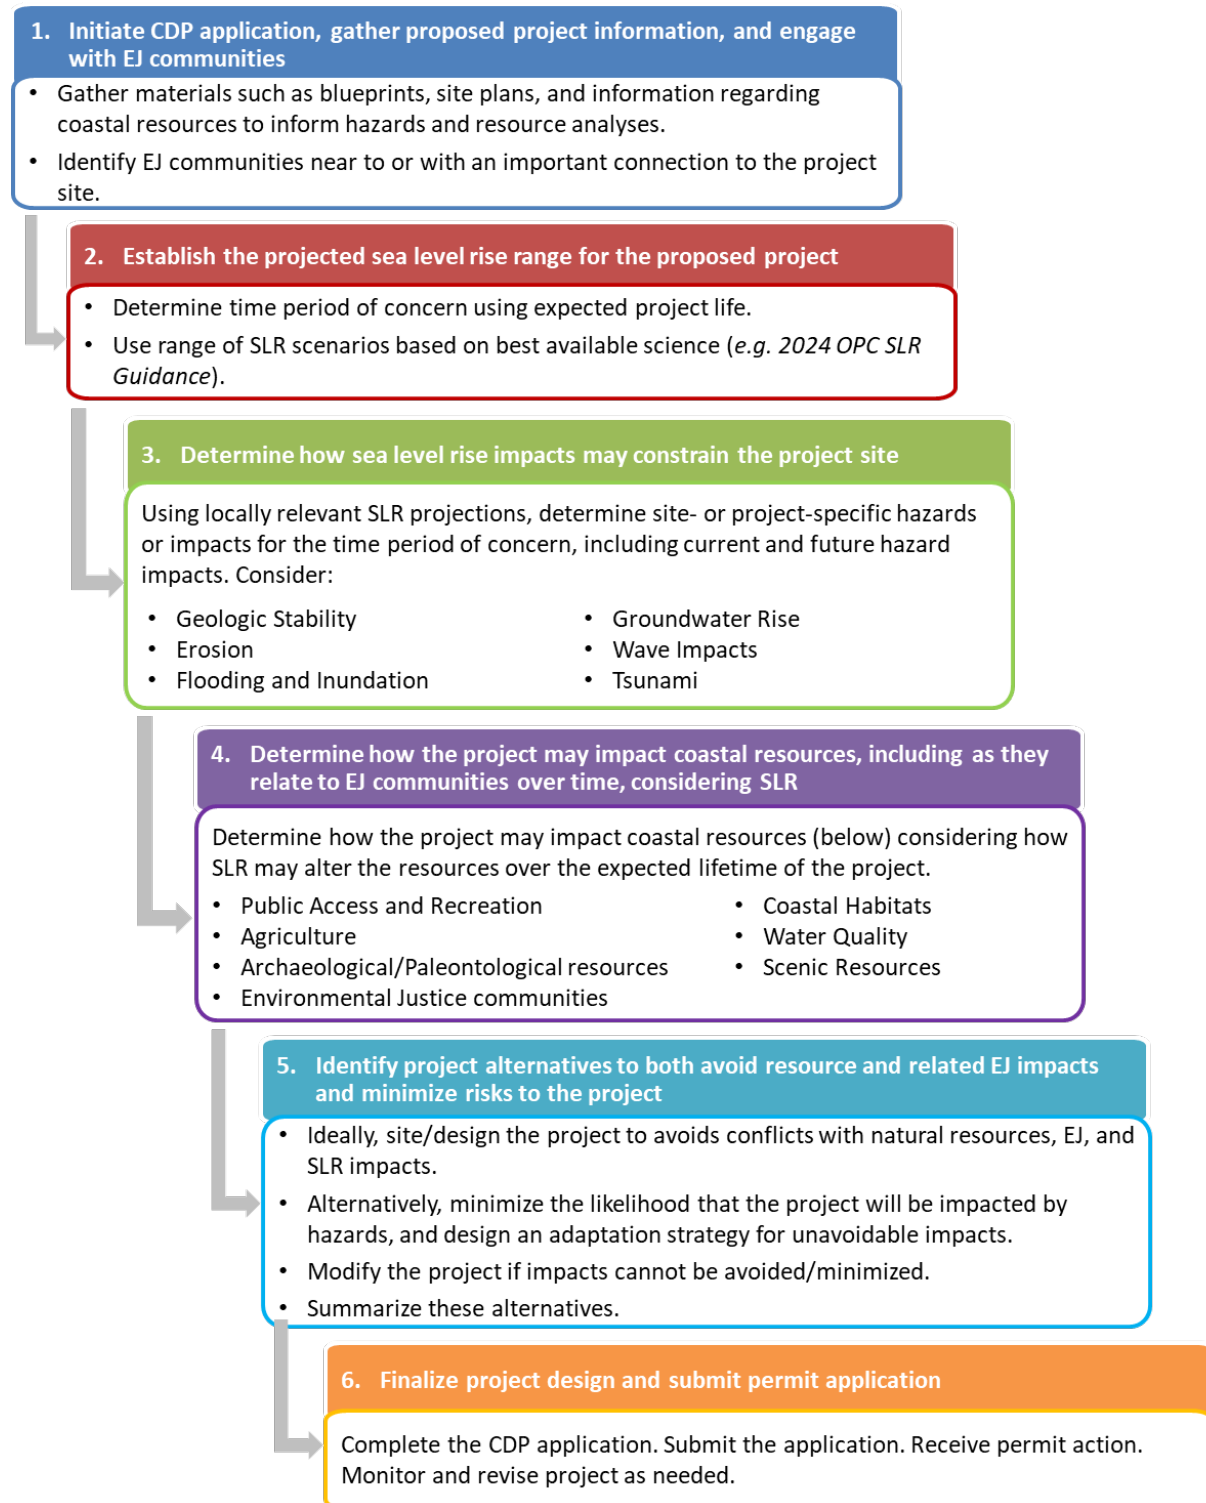 1. Initiate CDP application, gather proposed project information, and engage
with EJ communities
• Gather materials such as blueprints, site plans, and information regarding
coastal resources to inform hazards and resource analyses.
• Identify EJ communities near to or with an important connection to the project
site.
2. Establish the projected sea level rise range for the proposed project
• Determine time period of concern using expected project life.
• Use range of SLR scenarios based on best available science (e.g. 2024 OPC SLR
Guidance).
3. Determine how sea level rise impacts may constrain the project site
Using locally relevant SLR projections, determine site- or project-specific hazards
or impacts for the time period of concern, including current and future hazard
impacts. Consider:
• Geologic Stability
• Erosion
• Flooding and Inundation
• Groundwater Rise
• Wave Impacts
• Tsunami
4. Determine how the project may impact coastal resources, including as they
relate to EJ communities over time, considering SLR
Determine how the project may impact coastal resources (below) considering how
SLR may alter the resources over the expected lifetime of the project.
• Public Access and Recreation
• Agriculture
• Archaeological/Paleontological resources
• Environmental Justice communities
• Coastal Habitats
• Water Quality
• Scenic Resources
5. Identify project alternatives to both avoid resource and related EJ impacts
and minimize risks to the project
• Ideally, site/design the project to avoids conflicts with natural resources, EJ, and
SLR impacts.
• Alternatively, minimize the likelihood that the project will be impacted by
hazards, and design an adaptation strategy for unavoidable impacts.
• Modify the project if impacts cannot be avoided/minimized.
• Summarize these alternatives.
6. Finalize project design and submit permit application
Complete the CDP application. Submit the application. Receive permit action.
Monitor and revise project as needed.